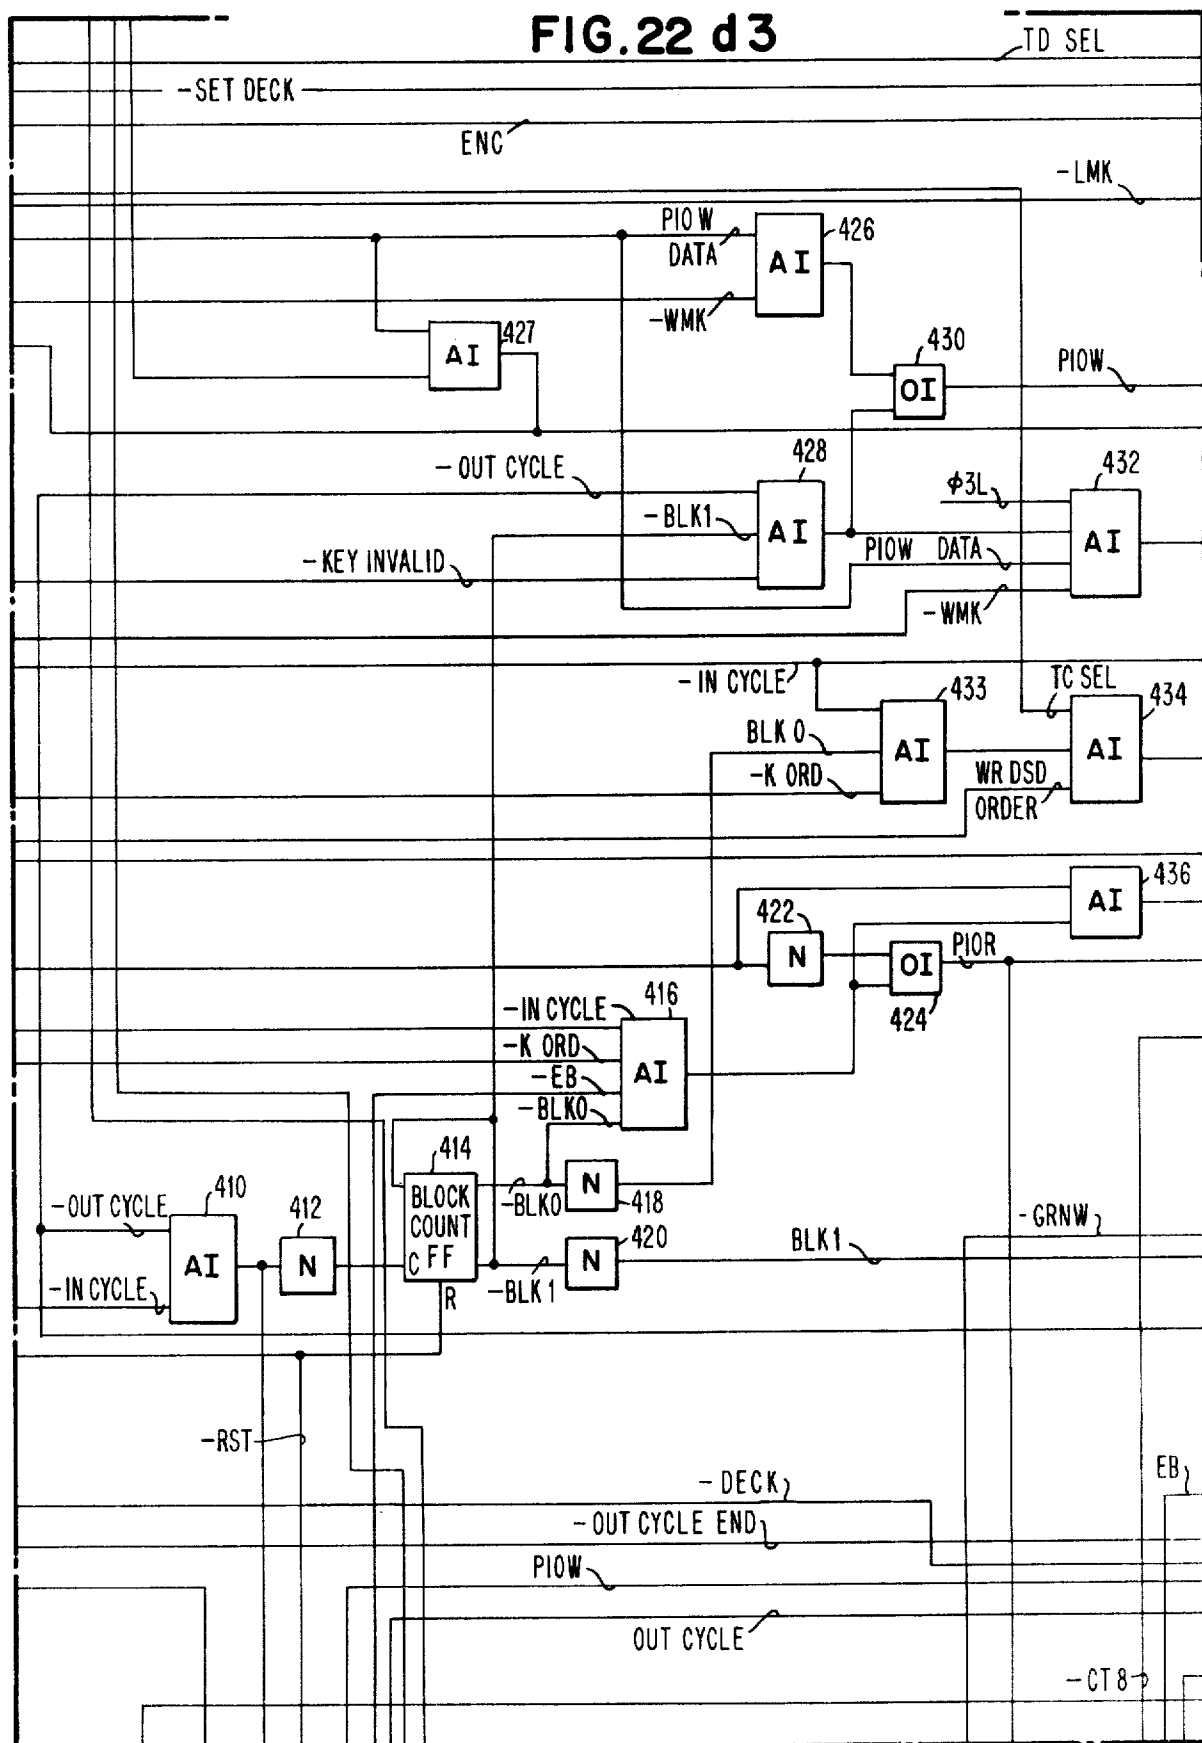 FIG.22 d3
TD SEL
-SET DECK
ENC
-LMK
PIOW
DATA
426
AI
-WMK
427
AI
430
OI
PIOW
-OUT CYCLE
428
-BLK1
AI
-KEY INVALID
ϕ3L
432
AI
PIOW DATA
-WMK
-IN CYCLE
433
TC SEL
434
BLK 0
AI
AI
-K ORD
WR DSD
ORDER
436
AI
422
N
OI
PIOR
424
-IN CYCLE
416
-K ORD
AI
-EB
-BLK0
414
BLOCK
COUNT
FF
C
R
-BLK0
N
418
-OUT CYCLE
410
412
AI
N
-IN CYCLE
420
N
-BLK 1
BLK1
-GRNW
-RST
-DECK
EB
-OUT CYCLE END
PIOW
OUT CYCLE
-CT 8